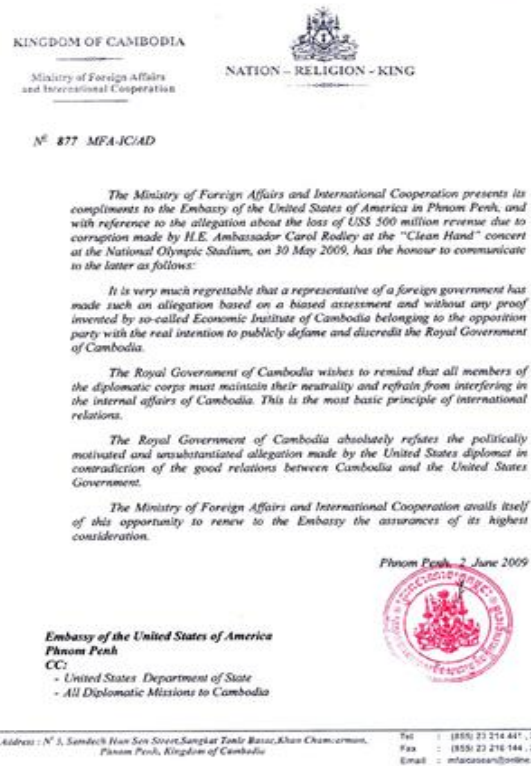 KINGDOM OF CAMBODIA
NATION – RELIGION – KING
Ministry of Foreign Affairs
and International Cooperation
Nº 877 MFA-IC/AD
The Ministry of Foreign Affairs and International Cooperation presents its
compliments to the Embassy of the United States of America in Phnom Penh, and
with reference to the allegation about the loss of US$ 500 million revenue due to
corruption made by H.E. Ambassador Carol Rodley at the "Clean Hand" concert
at the National Olympic Stadium, on 30 May 2009, has the honour to communicate
to the latter as follows:
It is very much regrettable that a representative of a foreign government has
made such an allegation based on a biased assessment and without any proof
invented by so-called Economic Institute of Cambodia belonging to the opposition
party with the real intention to publicly defame and discredit the Royal Government
of Cambodia.
The Royal Government of Cambodia wishes to remind that all members of
the diplomatic corps must maintain their neutrality and refrain from interfering in
the internal affairs of Cambodia. This is the most basic principle of international
relations.
The Royal Government of Cambodia absolutely refutes the politically
motivated and unsubstantiated allegation made by the United States diplomat in
contradiction of the good relations between Cambodia and the United States
Government.
The Ministry of Foreign Affairs and International Cooperation avails itself
of this opportunity to renew to the Embassy the assurances of its highest
consideration.
Phnom Penh, 2 June 2009
Embassy of the United States of America
Phnom Penh
CC:
- United States Department of State
- All Diplomatic Missions to Cambodia
Address : Nº 3, Samdech Hun Sen Street, Sangkat Tonle Bassac, Khan Chamcarmon,
Phnom Penh, Kingdom of Cambodia
Tel : (855) 23 214 441 ,
Fax : (855) 23 216 144 ,
Email :